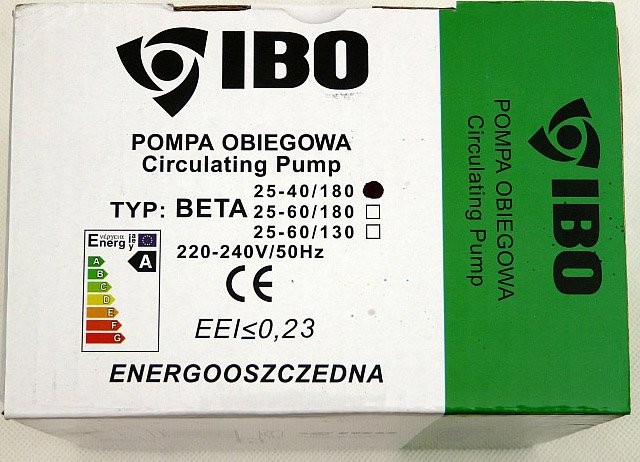 IBO
POMPA OBIEGOWA
Circulating Pump
25-40/180
TYP: BETA 25-60/180
25-60/130
220-240V/50Hz
CE
EEI≤0,23
ENERGOOSZCZEDNA
Energ
A
A
B
C
D
E
F
G
IBO
POMPA OBIEGOWA
Circulating Pump